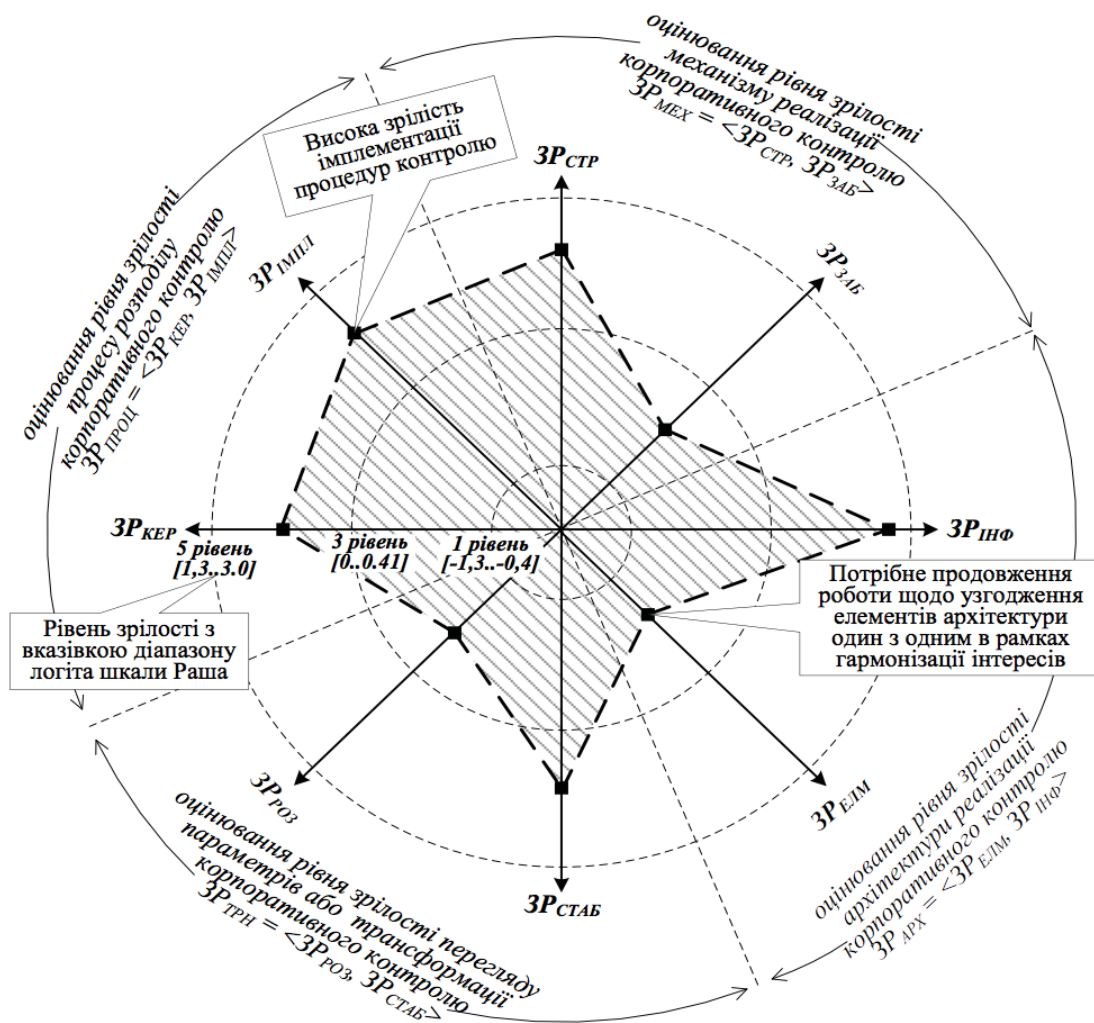 оцінювання рівня зрілості
механізму реалізації
корпоративного контролю
ЗР МЕХ = <ЗР СТР, ЗР ЗАБ>
Висока зрілість
імплементації
процедур контролю
ЗР СТР
ЗР ІМПЛ
ЗР ЗАБ
оцінювання рівня зрілості
процесу розподілу
корпоративного контролю
ЗР ПРОЦ = <ЗР КЕР, ЗР ІМПЛ>
ЗР КЕР
5 рівень
[1,3..3.0]
3 рівень
[0..0.41]
1 рівень
[-1,3..-0,4]
ЗР ІНФ
Рівень зрілості з
вказівкою діапазону
логіта шкали Раша
Потрібне продовження
роботи щодо узгодження
елементів архітектури
один з одним в рамках
гармонізації інтересів
ЗР РОЗ
ЗР СТАБ
ЗР ЕЛМ
оцінювання рівня зрілості перегляду
параметрів або трансформації
корпоративного контролю
ЗР ТРН = <ЗР РОЗ, ЗР СТАБ>
оцінювання рівня зрілості
архітектури реалізації
корпоративного контролю
ЗР АРХ = <ЗР ЕЛМ, ЗР ІНФ>